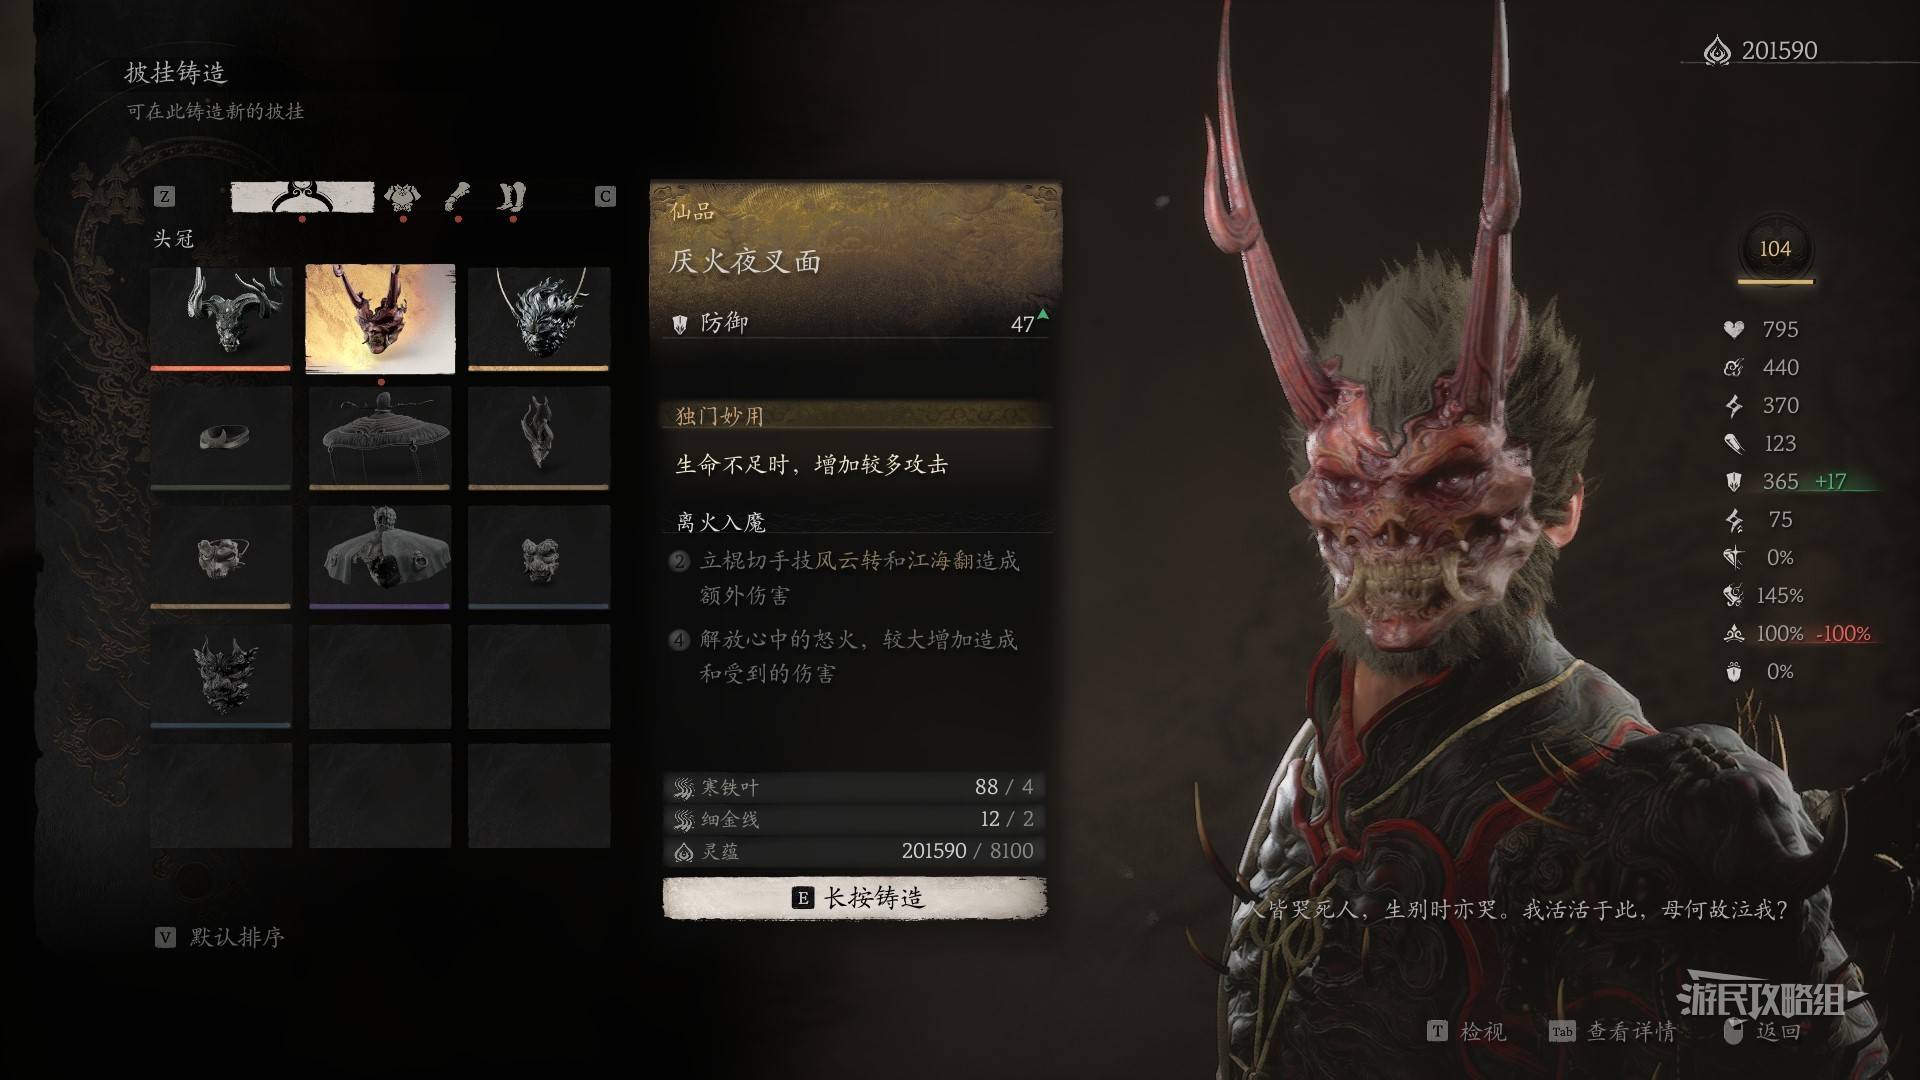 披挂铸造
可在此铸造新的披挂
201590
Z
C
头冠
仙品
厌火夜叉面
防御 47
独门妙用
生命不足时，增加较多攻击
离火入魔
2 立棍切手技风云转和江海翻造成
额外伤害
4 解放心中的怒火，较大增加造成
和受到的伤害
寒铁叶 88 / 4
细金线 12 / 2
灵蕴 201590 / 8100
E 长按铸造
V 默认排序
104
795
440
370
123
365 +17
75
0%
145%
100% -100%
0%
人皆哭死人，生别时亦哭。我活活于此，母何故泣我？
游民攻略组
T 检视
Tab 查看详情
返回